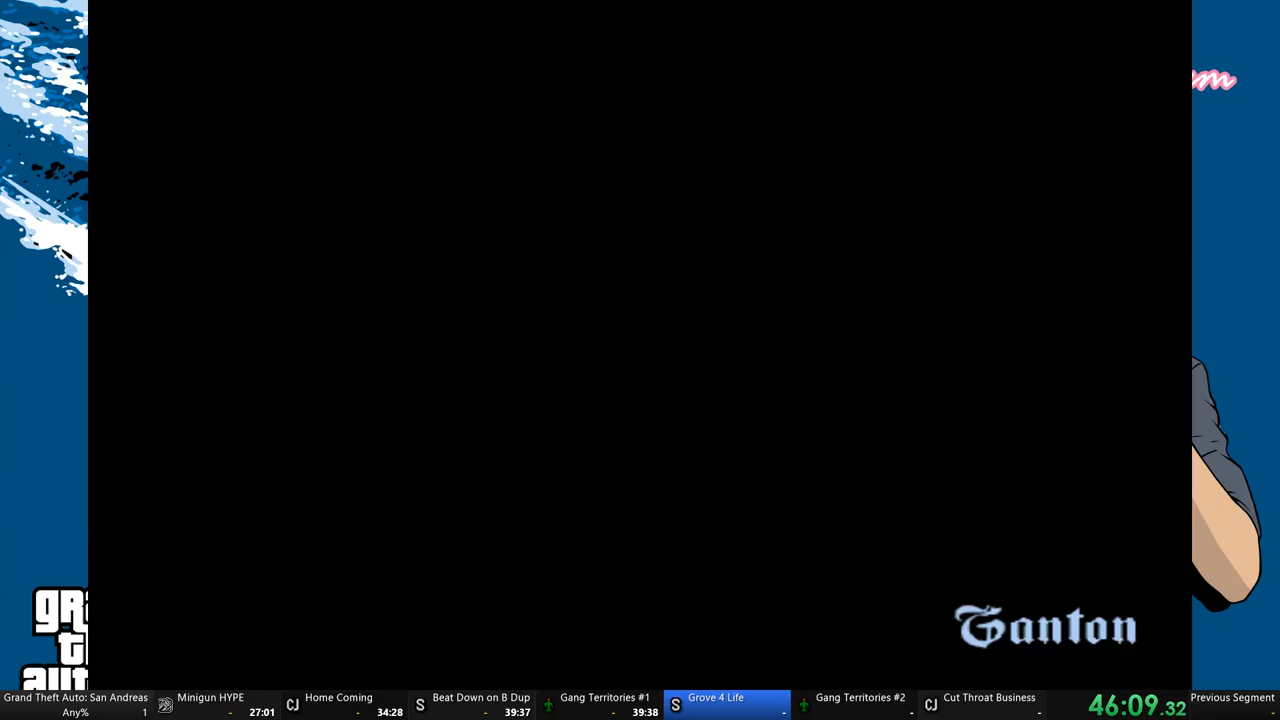 m
Ganton
gra
t
aut
Grand Theft Auto: San Andreas
Any% 1
Minigun HYPE
- 27:01
CJ Home Coming
- 34:28
S Beat Down on B Dup
- 39:37
Gang Territories #1
- 39:38
S Grove 4 Life
-
Gang Territories #2
-
CJ Cut Throat Business
-
46:09.32
Previous Segment
-